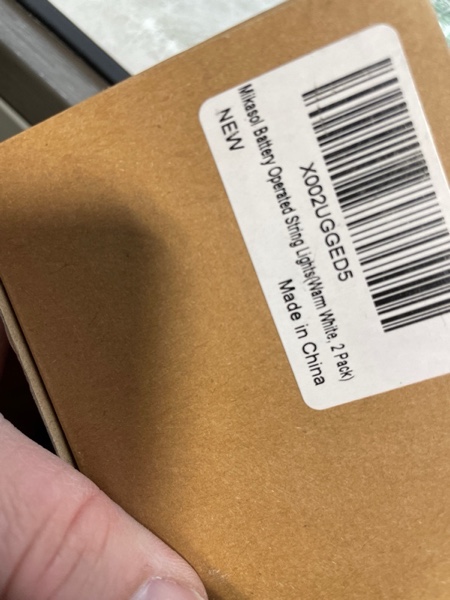 X002UGGED5
Mikasol Battery Operated String Lights(Warm White, 2 Pack)
NEW
Made in China